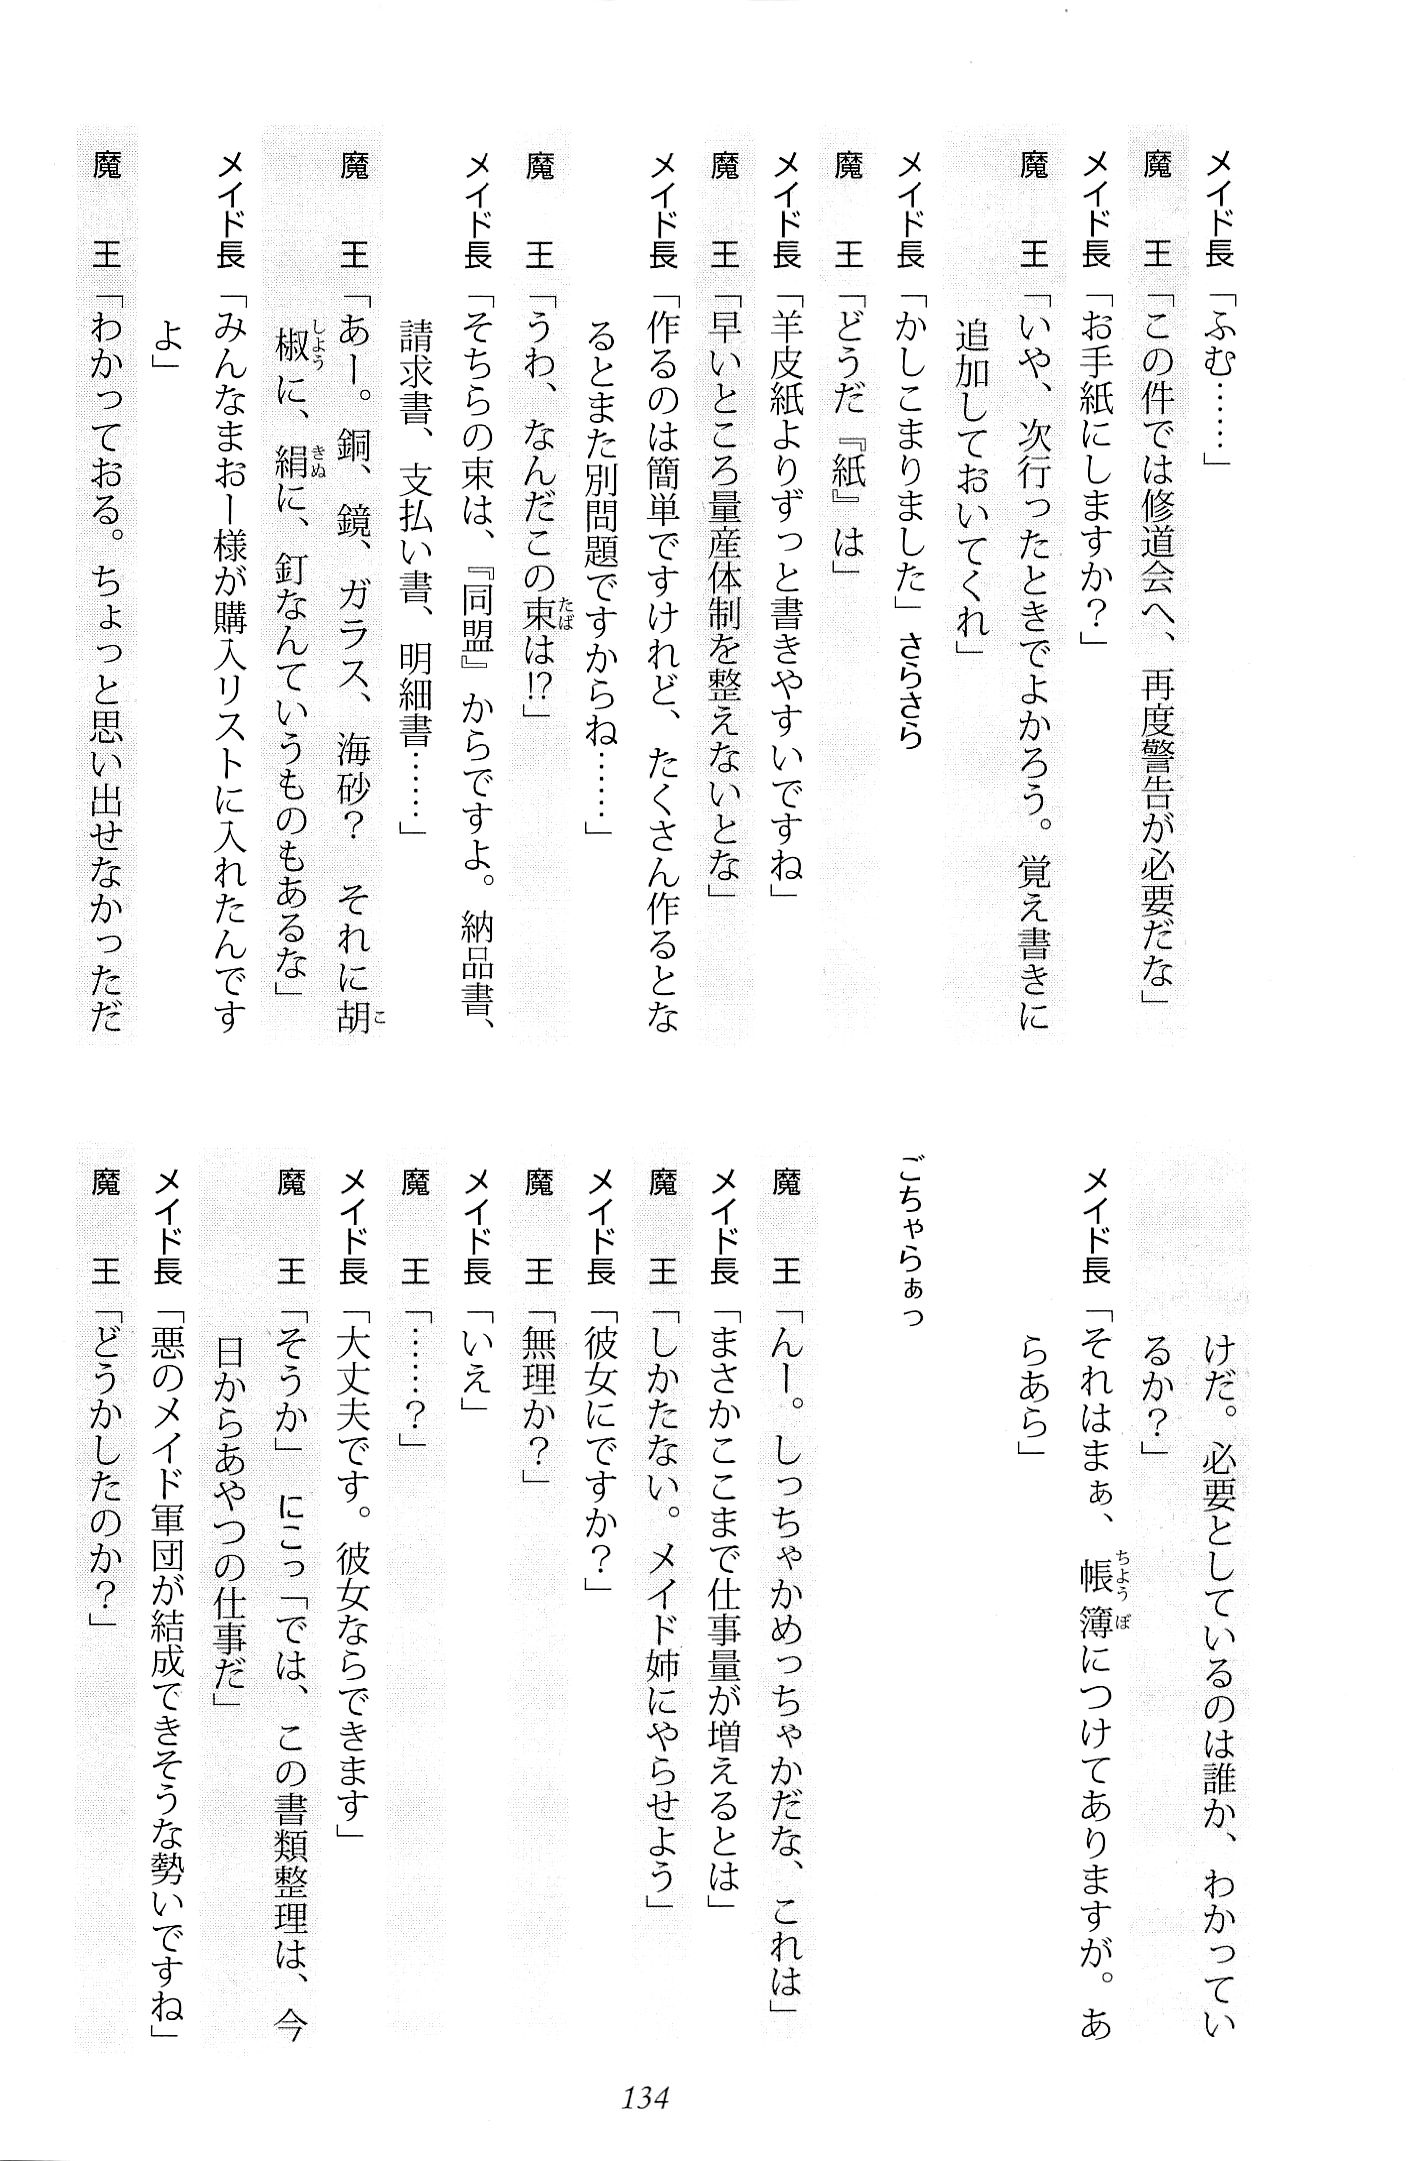 メイド長「ふむ……」
魔　王「この件では修道会へ、再度警告が必要だな」
メイド長「お手紙にしますか？」
魔　王「いや、次行ったときでよかろう。覚え書きに
追加しておいてくれ」
メイド長「かしこまりました」さらさら
魔　王「どうだ『紙』は」
メイド長「羊皮紙よりずっと書きやすいですね」
魔　王「早いところ量産体制を整えないとな」
メイド長「作るのは簡単ですけれど、たくさん作るとな
るとまた別問題ですからね……」
魔　王「うわ、なんだこの束は!?」
メイド長「そちらの束は、『同盟』からですよ。納品書、
請求書、支払い書、明細書……」
魔　王「あー。銅、鏡、ガラス、海砂？　それに胡
椒に、絹に、釘なんていうものもあるな」
メイド長「みんなまおー様が購入リストに入れたんです
よ」
魔　王「わかっておる。ちょっと思い出せなかっただ
けだ。必要としているのは誰か、わかってい
るか？」
メイド長「それはまぁ、帳簿につけてありますが。あ
らあら」
ごちゃらぁっ
魔　王「んー。しっちゃかめっちゃかだな、これは」
メイド長「まさかここまで仕事量が増えるとは」
魔　王「しかたない。メイド姉にやらせよう」
メイド長「彼女にですか？」
魔　王「無理か？」
メイド長「いえ」
魔　王「……？」
メイド長「大丈夫です。彼女ならできます」
魔　王「そうか」にこっ「では、この書類整理は、今
日からあやつの仕事だ」
メイド長「悪のメイド軍団が結成できそうな勢いですね」
魔　王「どうかしたのか？」
134